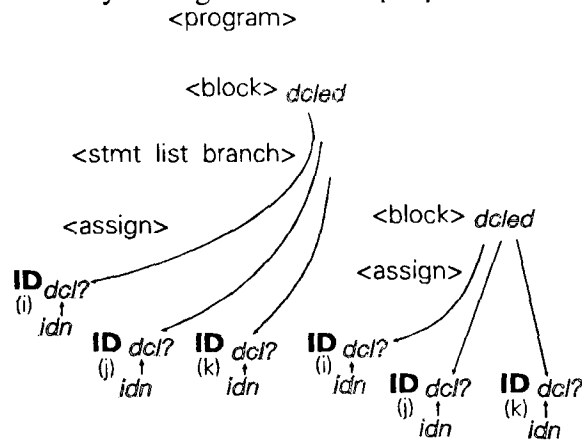 <program>
<block> dcled
<stmt list branch>
<block> dcled
<assign>
<assign>
ID dcl?
(i)
idn
ID dcl?
(j)
idn
ID dcl?
(k)
idn
ID dcl?
(i)
idn
ID dcl?
(j)
idn
ID dcl?
(k)
idn